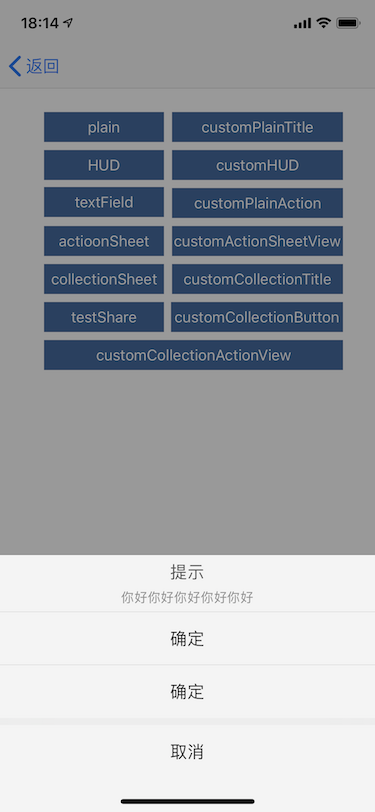 18:14
返回
plain customPlainTitle
HUD customHUD
textField customPlainAction
actioonSheet customActionSheetView
collectionSheet customCollectionTitle
testShare customCollectionButton
customCollectionActionView
提示
你好你好你好你好你好
确定
确定
取消